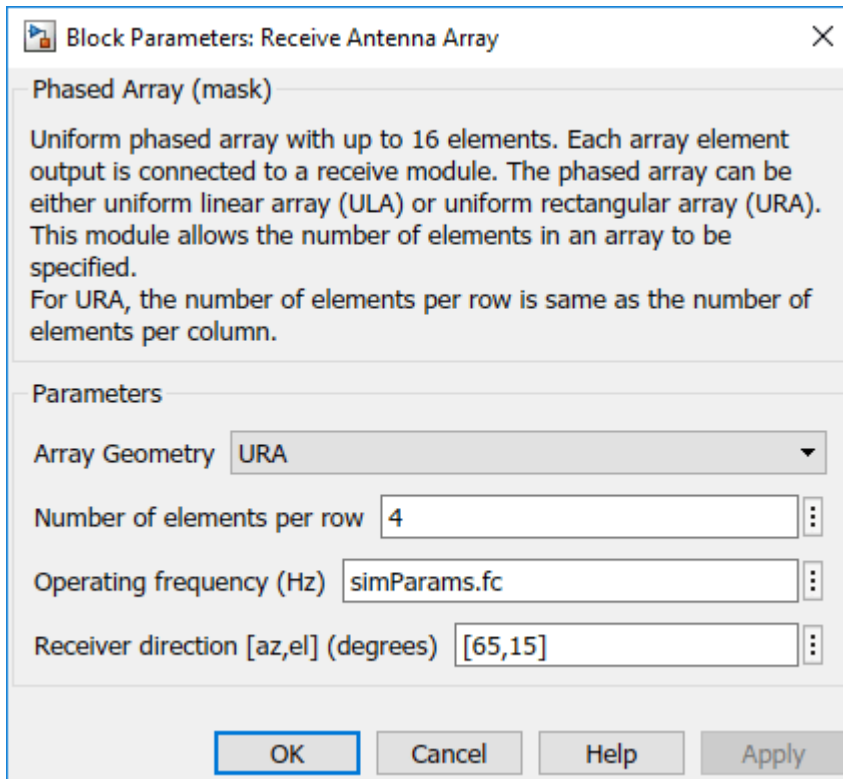 Block Parameters: Receive Antenna Array
Phased Array (mask)
Uniform phased array with up to 16 elements. Each array element
output is connected to a receive module. The phased array can be
either uniform linear array (ULA) or uniform rectangular array (URA).
This module allows the number of elements in an array to be
specified.
For URA, the number of elements per row is same as the number of
elements per column.
Parameters
Array Geometry URA
Number of elements per row 4
Operating frequency (Hz) simParams.fc
Receiver direction [az,el] (degrees) [65,15]
OK Cancel Help Apply